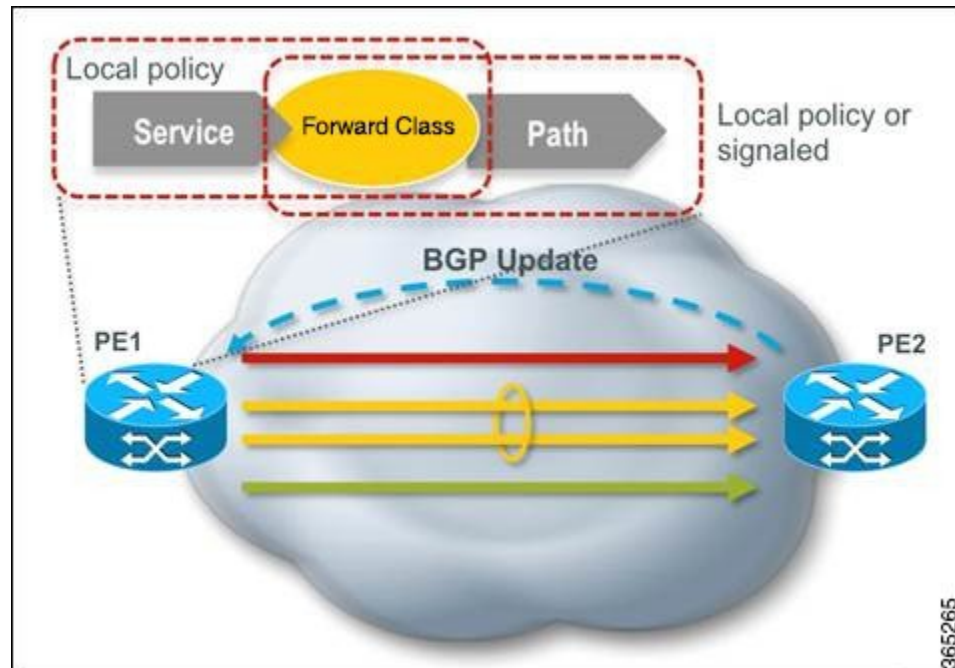 Local policy
Service
Forward Class
Path
Local policy or
signaled
BGP Update
PE1
PE2
365265